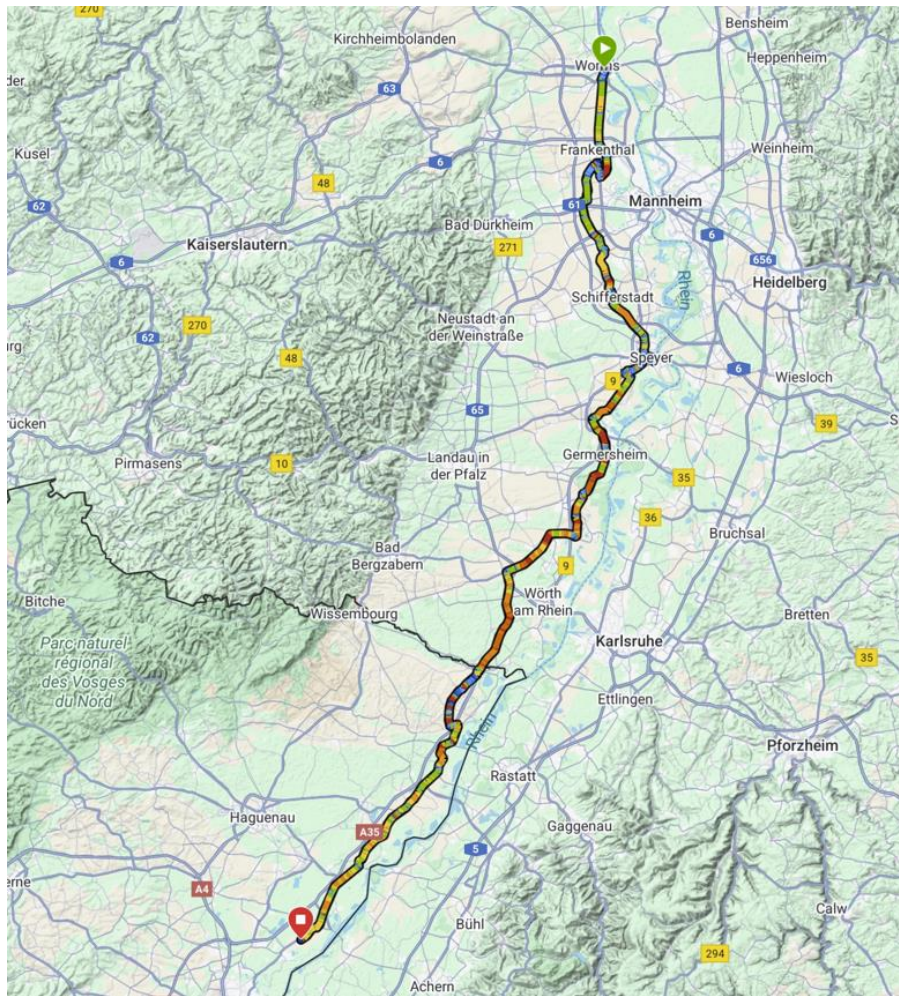 270
Bensheim
Kirchheimbolanden
Heppenheim
Worms
der
63
Kusel
Frankenthal
Weinheim
6
48
62
61
Mannheim
Bad Dürkheim
Kaiserslautern
271
6
656
6
Rhein
Heidelberg
Schifferstadt
270
Neustadt an
der Weinstraße
62
48
Speyer
6
9
Wiesloch
65
39
rücken
Landau in
der Pfalz
Germersheim
Pirmasens
10
35
36
Bruchsal
Bad
Bergzabern
9
Wörth
am Rhein
Bitche
Wissembourg
Bretten
Karlsruhe
Parc naturel
régional
des Vosges
du Nord
35
Ettlingen
Rhein
Pforzheim
Rastatt
Haguenau
A35
Gaggenau
5
A4
Bühl
Calw
294
Achern